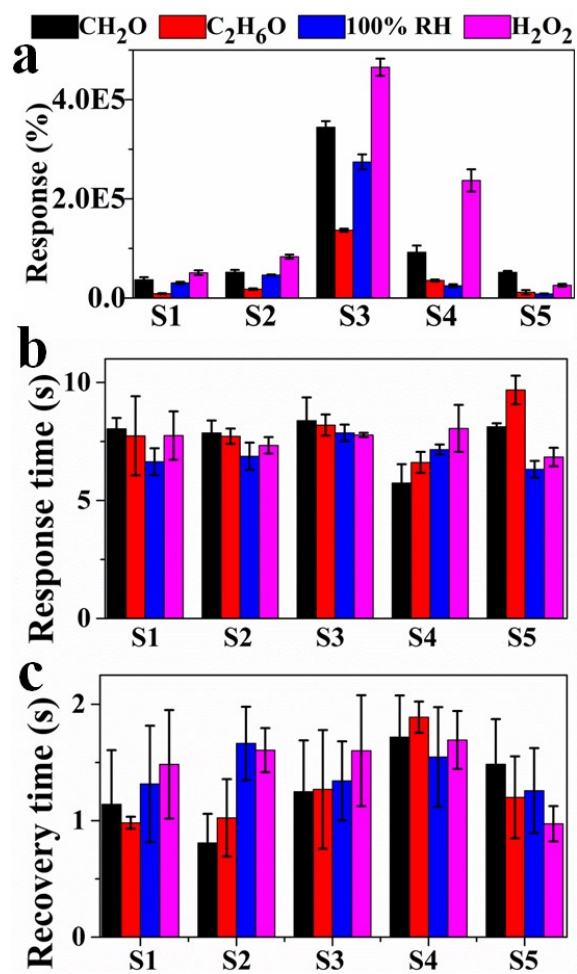 CH₂O C₂H₆O 100% RH H₂O₂
a
Response (%)
4.0E5
2.0E5
0.0
S1 S2 S3 S4 S5
b
Response time (s)
10
5
0
S1 S2 S3 S4 S5
c
Recovery time (s)
2
1
0
S1 S2 S3 S4 S5